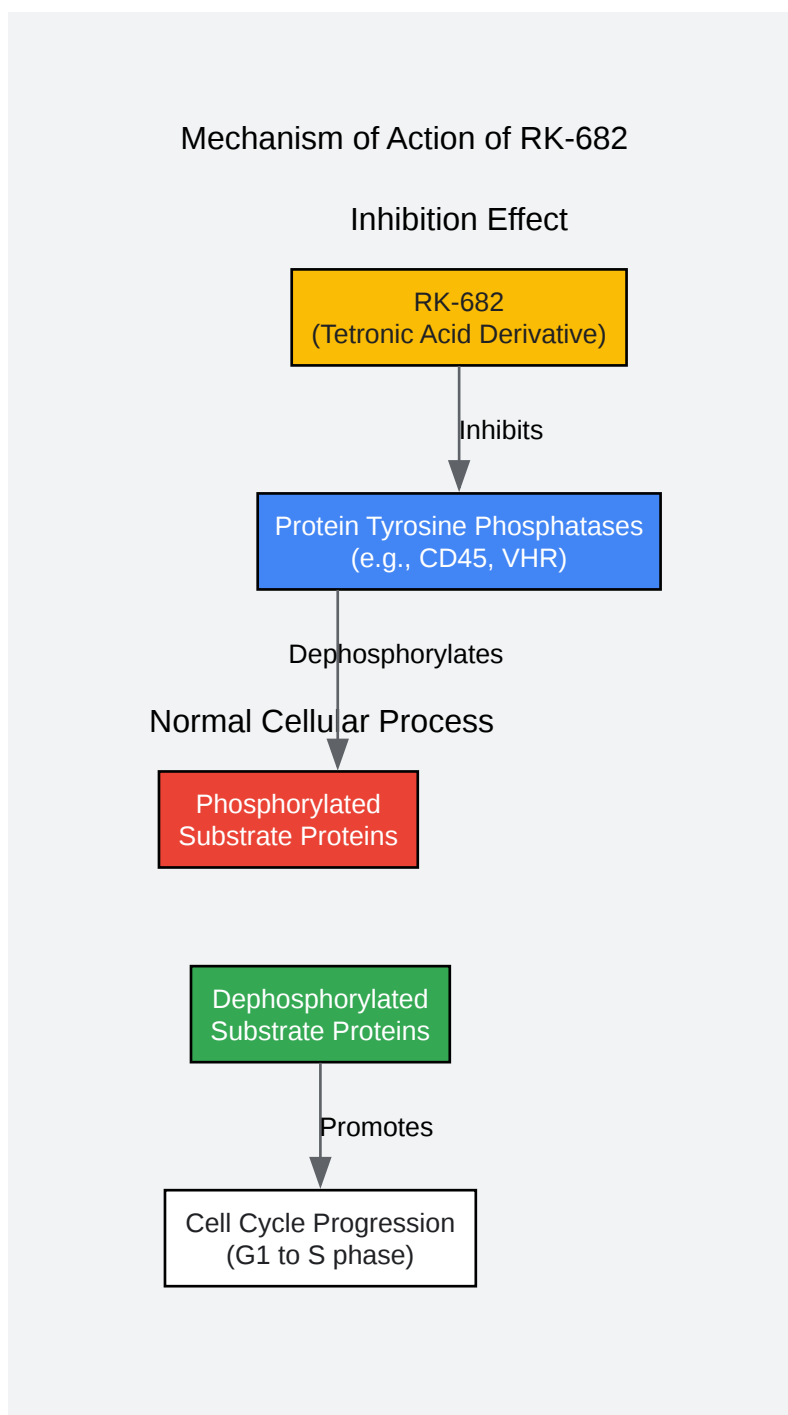 Mechanism of Action of RK-682
Inhibition Effect
RK-682
(Tetronic Acid Derivative)
Inhibits
Protein Tyrosine Phosphatases
(e.g., CD45, VHR)
Dephosphorylates
Normal Cellular Process
Phosphorylated
Substrate Proteins
Dephosphorylated
Substrate Proteins
Promotes
Cell Cycle Progression
(G1 to S phase)